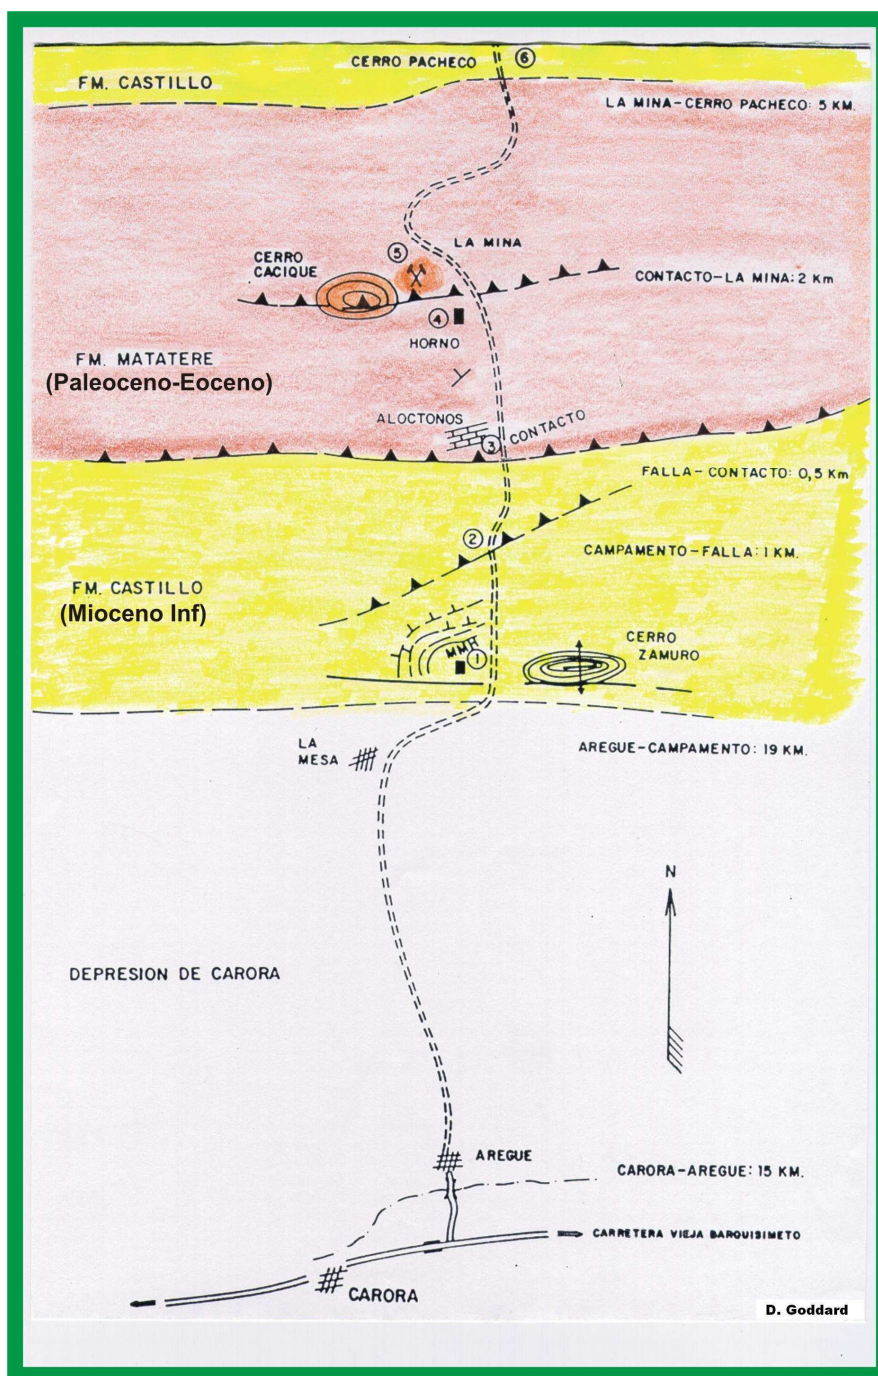 CERRO PACHECO
6
FM. CASTILLO
LA MINA-CERRO PACHECO: 5 KM.
LA MINA
5
CERRO
CACIQUE
CONTACTO-LA MINA: 2 Km
4
HORNO
FM. MATATERE
(Paleoceno-Eoceno)
ALOCTONOS
3
CONTACTO
FALLA-CONTACTO: 0,5 Km
2
CAMPAMENTO-FALLA: 1 KM.
FM. CASTILLO
(Mioceno Inf)
MMH
1
CERRO
ZAMURO
LA
MESA
AREGUE-CAMPAMENTO: 19 KM.
N
DEPRESION DE CARORA
AREGUE
CARORA-AREGUE: 15 KM.
CARRETERA VIEJA BARQUISIMETO
CARORA
D. Goddard